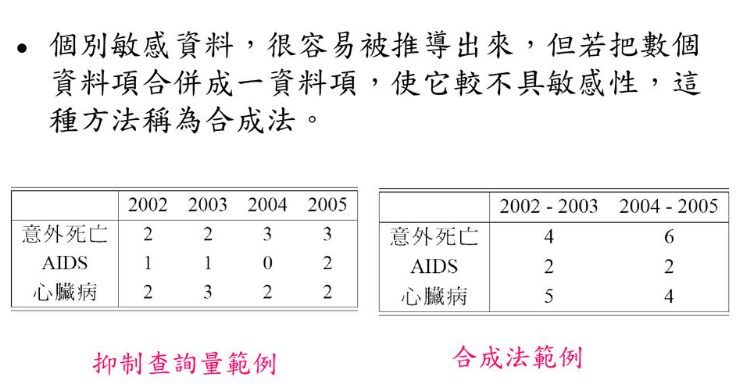 • 個別敏感資料，很容易被推導出來，但若把數個
資料項合併成一資料項，使它較不具敏感性，這
種方法稱為合成法。
2002 2003 2004 2005
意外死亡 2 2 3 3
AIDS 1 1 0 2
心臟病 2 3 2 2
抑制查詢量範例
2002 - 2003 2004 - 2005
意外死亡 4 6
AIDS 2 2
心臟病 5 4
合成法範例